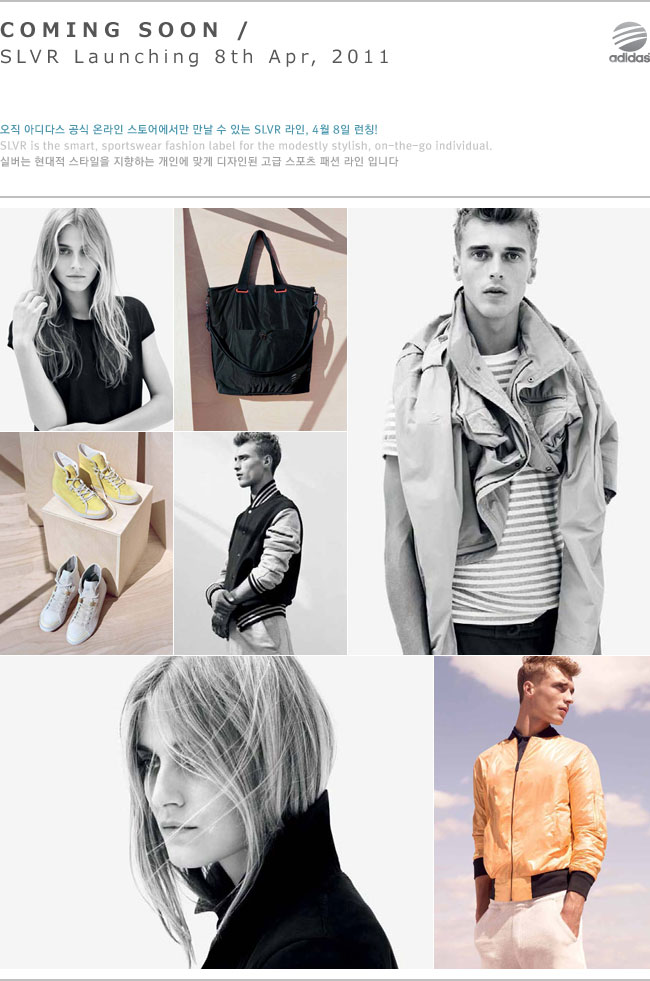 COMING SOON /
SLVR Launching 8th Apr, 2011
adidas
오직 아디다스 공식 온라인 스토어에서만 만날 수 있는 SLVR 라인, 4월 8일 런칭!
SLVR is the smart, sportswear fashion label for the modestly stylish, on-the-go individual.
실버는 현대적 스타일을 지향하는 개인에 맞게 디자인된 고급 스포츠 패션 라인 입니다